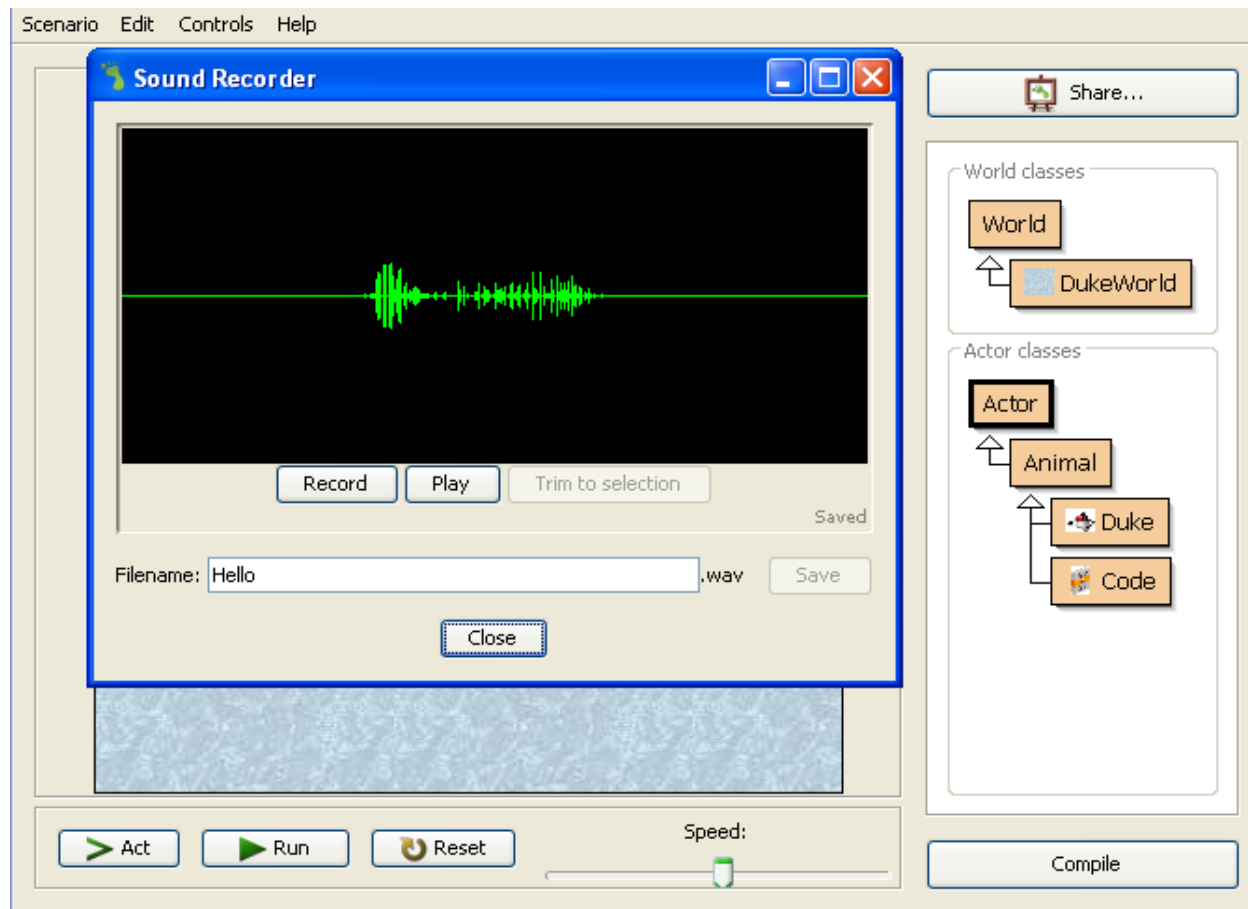 Scenario Edit Controls Help
Sound Recorder
Share...
World classes
World
DukeWorld
Actor classes
Actor
Animal
Duke
Code
Record Play Trim to selection
Saved
Filename: Hello .wav Save
Close
Act Run Reset Speed:
Compile